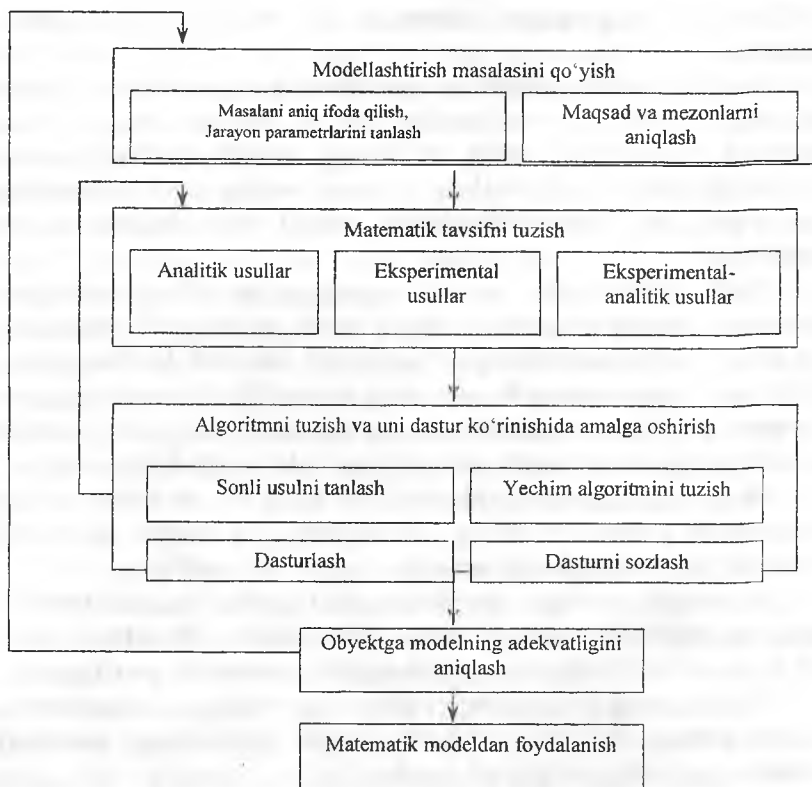 Modellashtirish masalasini qo‘yish
Masalani aniq ifoda qilish,
Jarayon parametrlarini tanlash
Maqsad va mezonlarni
aniqlash
Matematik tavsifni tuzish
Analitik usullar
Eksperimental
usullar
Eksperimental-
analitik usullar
Algoritmni tuzish va uni dastur ko‘rinishida amalga oshirish
Sonli usulni tanlash
Yechim algoritmini tuzish
Dasturlash
Dasturni sozlash
Obyektga modelning adekvatligini
aniqlash
Matematik modeldan foydalanish